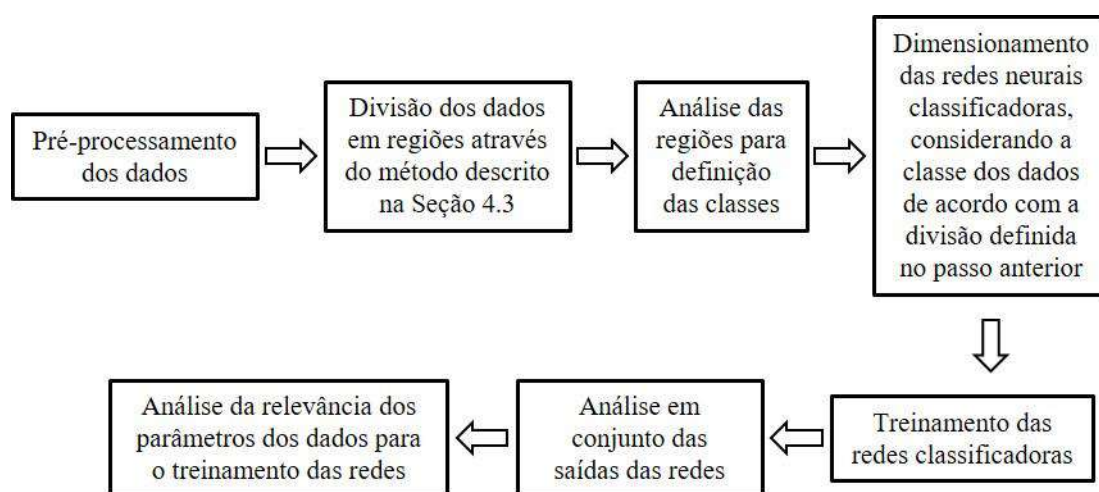 Pré-processamento
dos dados
Divisão dos dados
em regiões através
do método descrito
na Seção 4.3
Análise das
regiões para
definição
das classes
Dimensionamento
das redes neurais
classificadoras,
considerando a
classe dos dados
de acordo com a
divisão definida
no passo anterior
Treinamento das
redes classificadoras
Análise em
conjunto das
saídas das redes
Análise da relevância dos
parâmetros dos dados para
o treinamento das redes